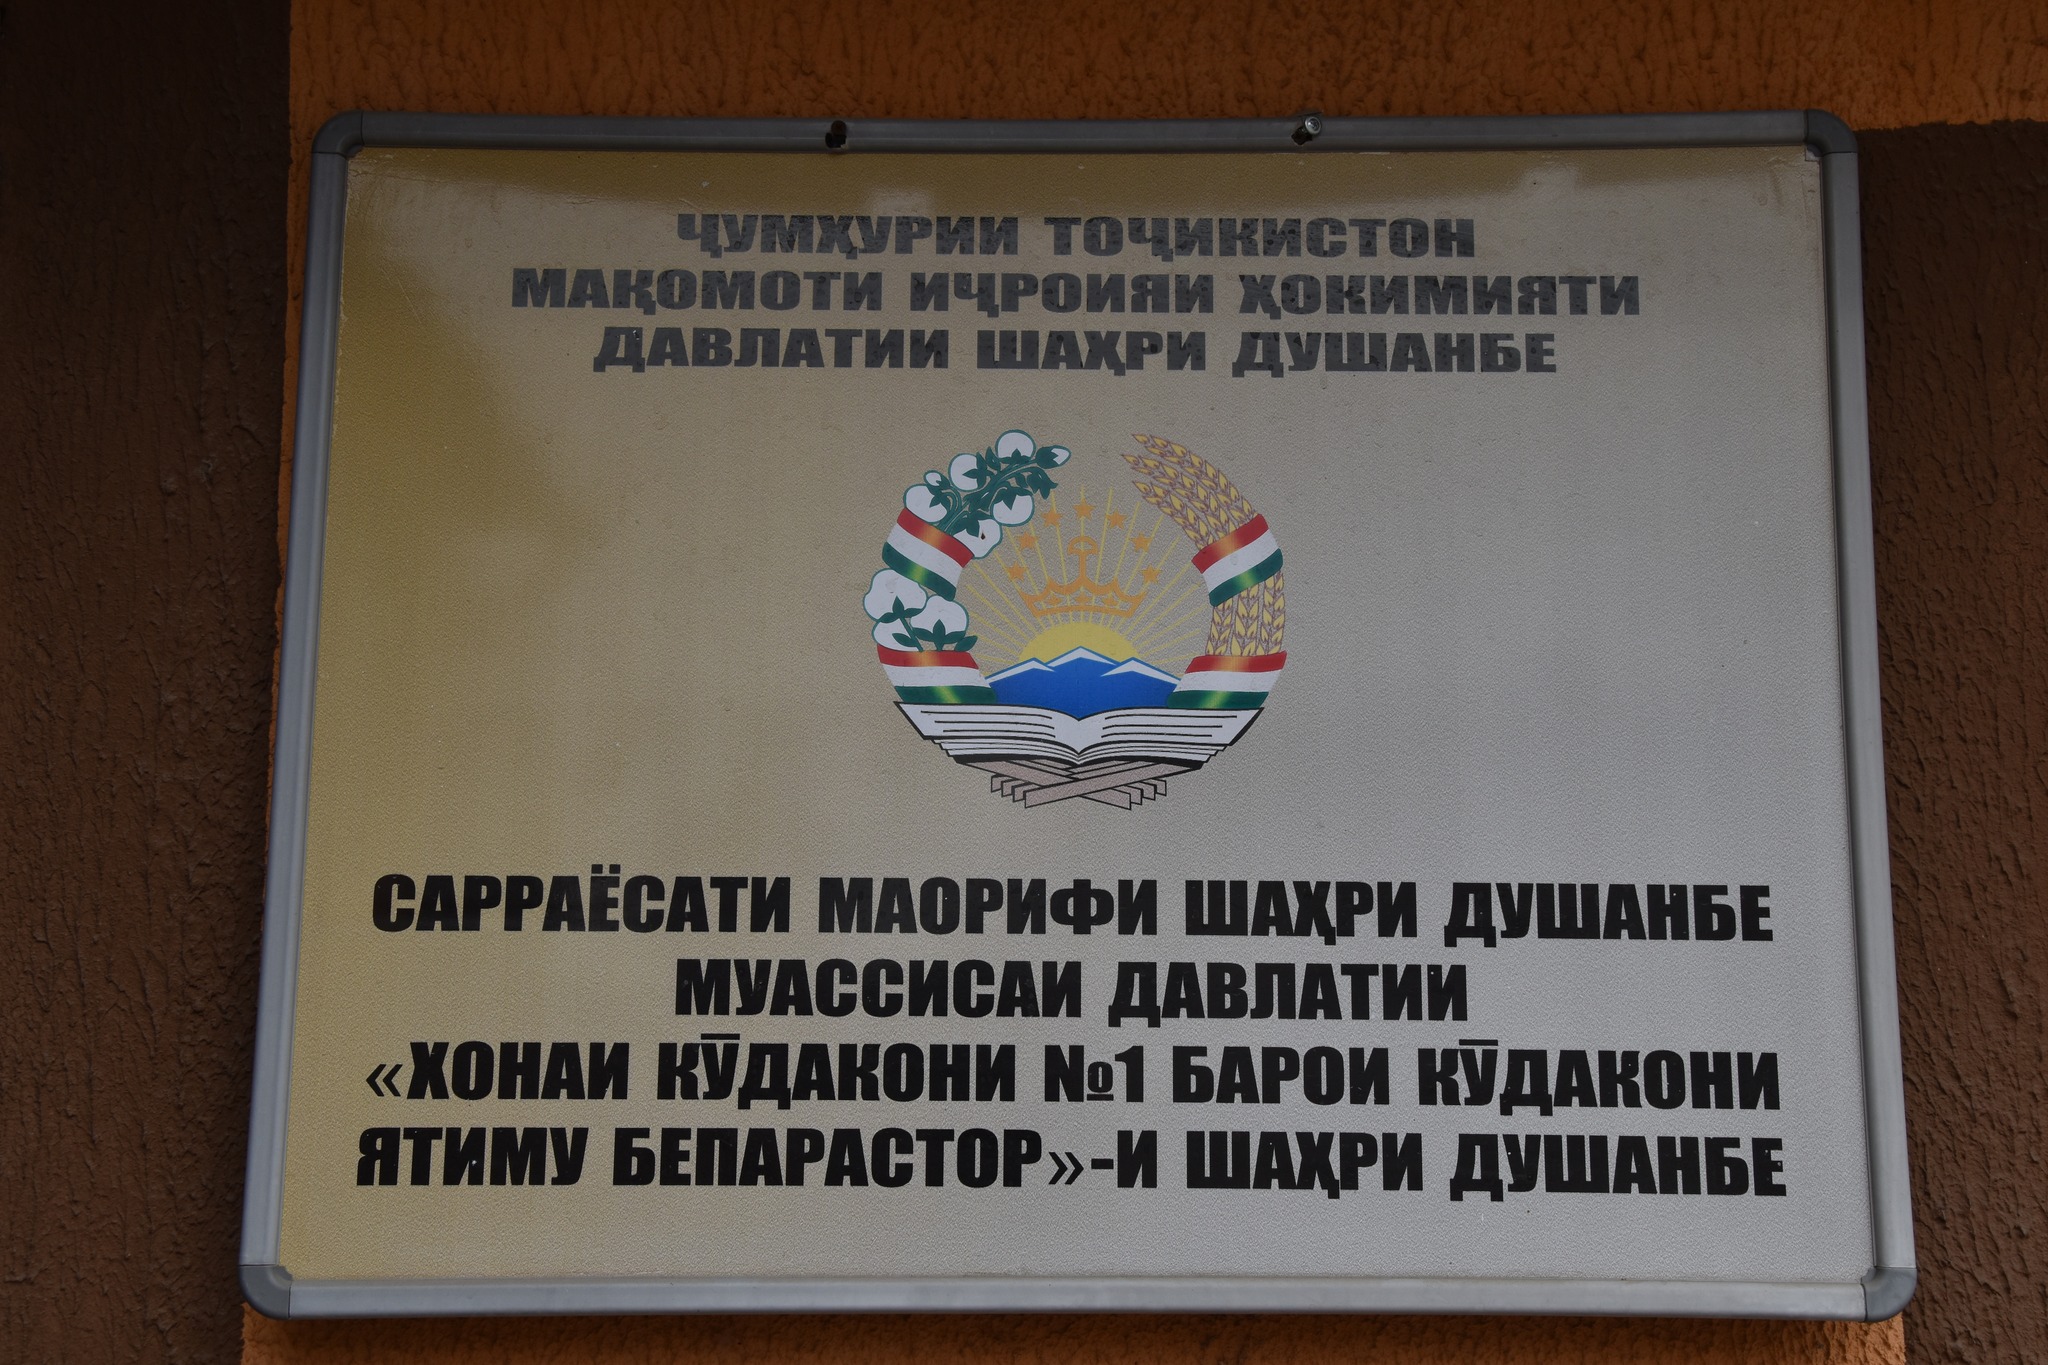 ҶУМҲУРИИ ТОҶИКИСТОН
МАҚОМОТИ ИҶРОИЯИ ҲОКИМИЯТИ
ДАВЛАТИИ ШАҲРИ ДУШАНБЕ
САРРАЁСАТИ МАОРИФИ ШАҲРИ ДУШАНБЕ
МУАССИСАИ ДАВЛАТИИ
«ХОНАИ КӮДАКОНИ №1 БАРОИ КӮДАКОНИ
ЯТИМУ БЕПАРАСТОР»-И ШАҲРИ ДУШАНБЕ